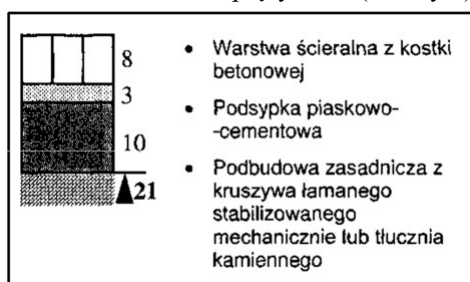 8
3
10
21
• Warstwa ścieralna z kostki
betonowej
• Podsypka piaskowo-
-cementowa
• Podbudowa zasadnicza z
kruszywa łamanego
stabilizowanego
mechanicznie lub tłucznia
kamiennego